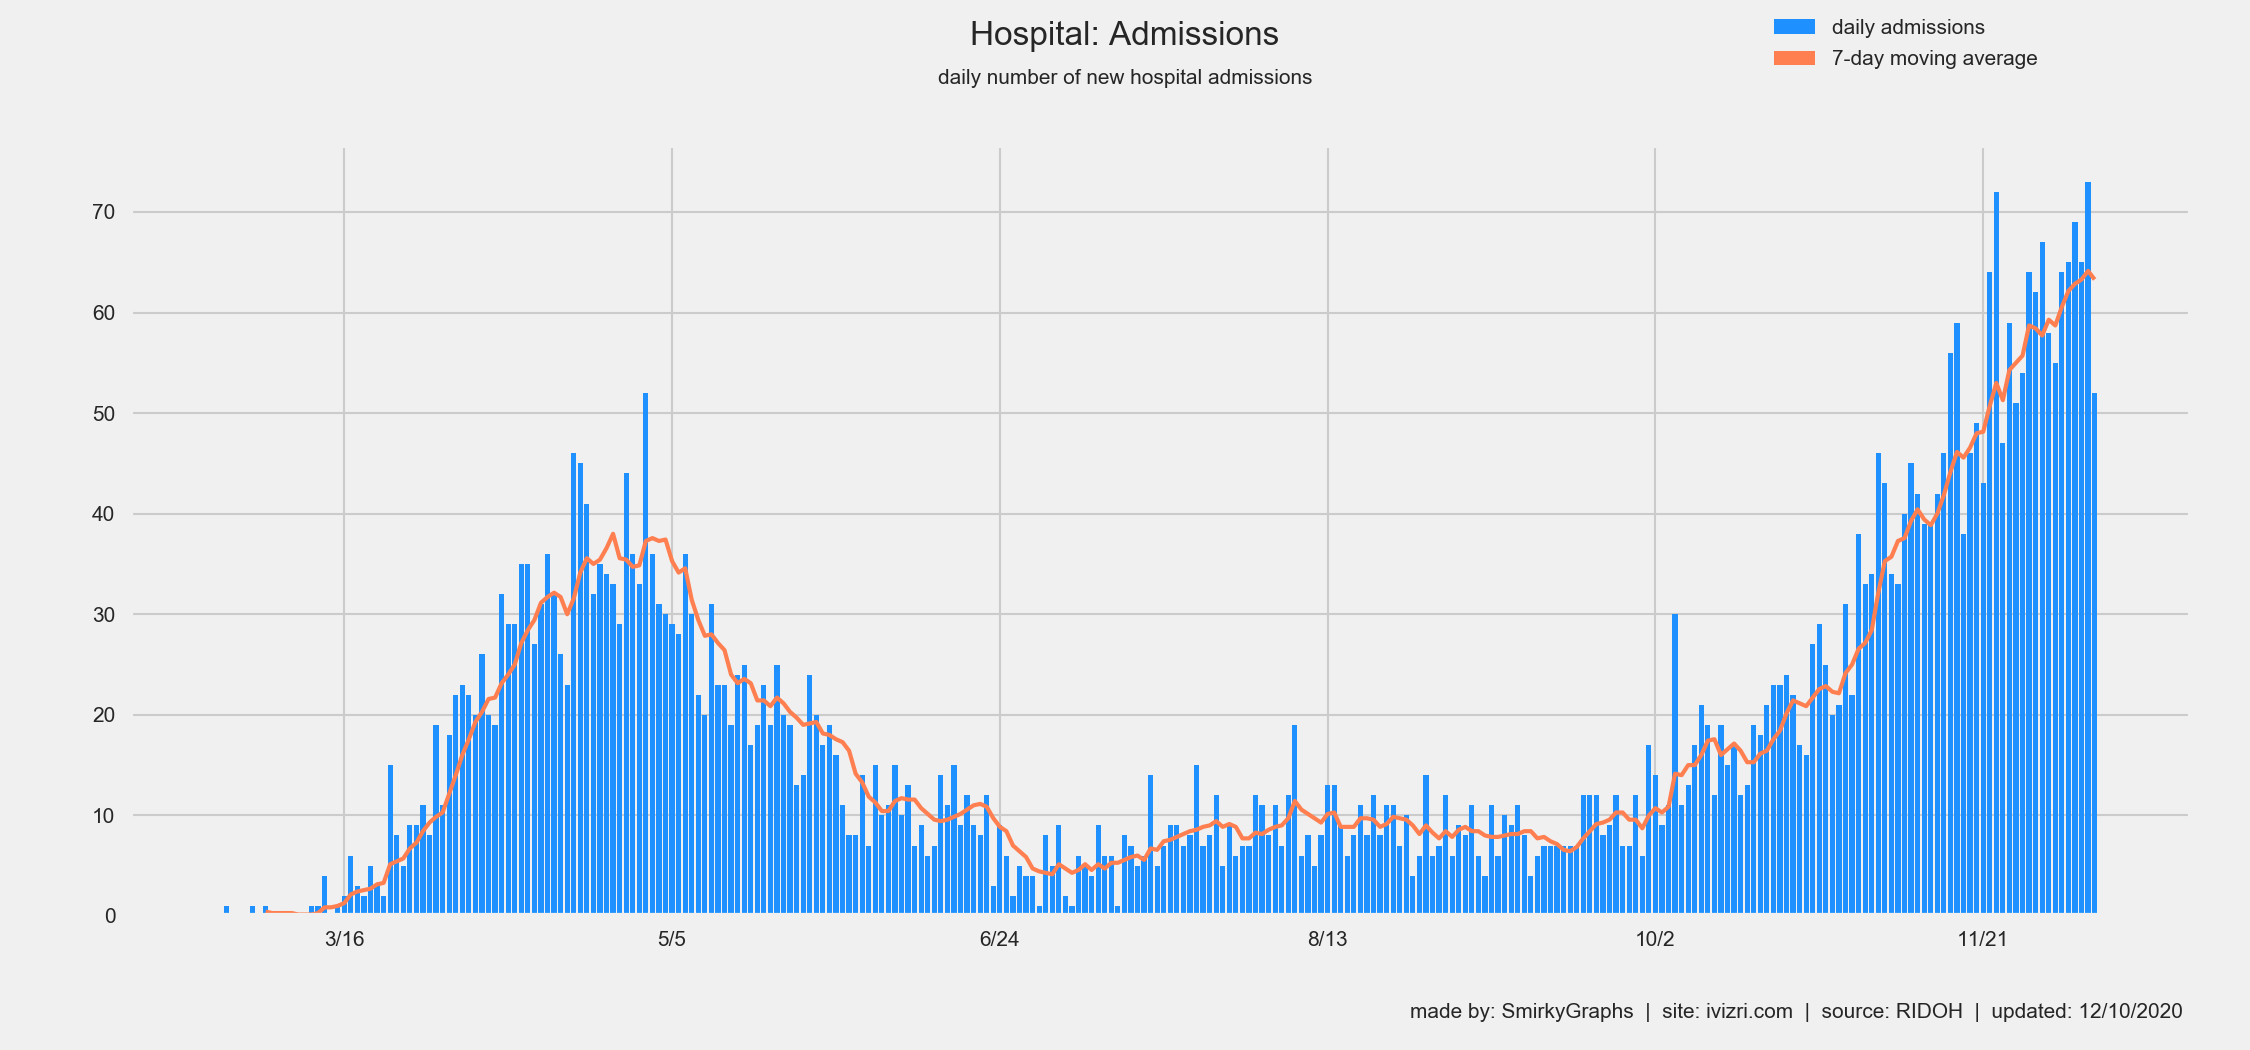 Hospital: Admissions
daily number of new hospital admissions
daily admissions
7-day moving average
70
60
50
40
30
20
10
0
3/16 5/5 6/24 8/13 10/2 11/21
made by: SmirkyGraphs | site: ivizri.com | source: RIDOH | updated: 12/10/2020